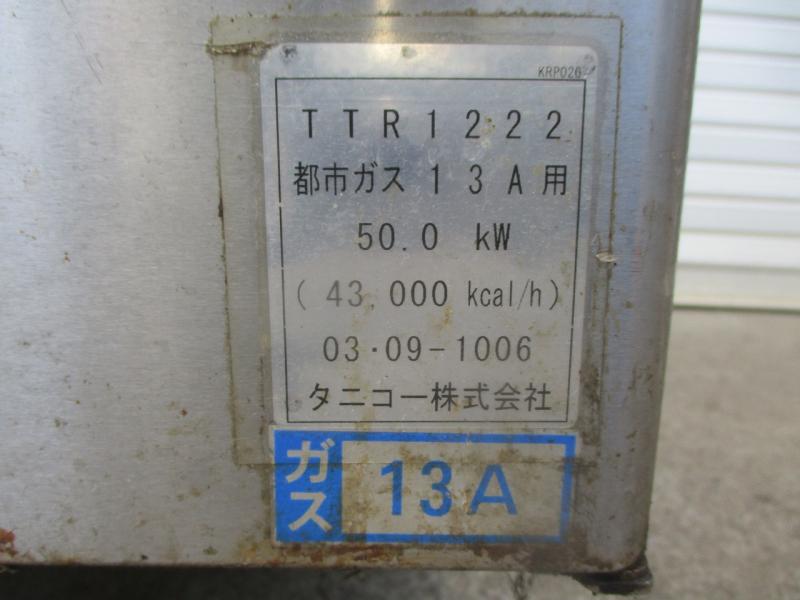 KRP026
TTR1222
都市ガス13A用
50.0 kW
(43,000 kcal/h)
03・09-1006
タニコー株式会社
ガス 13A